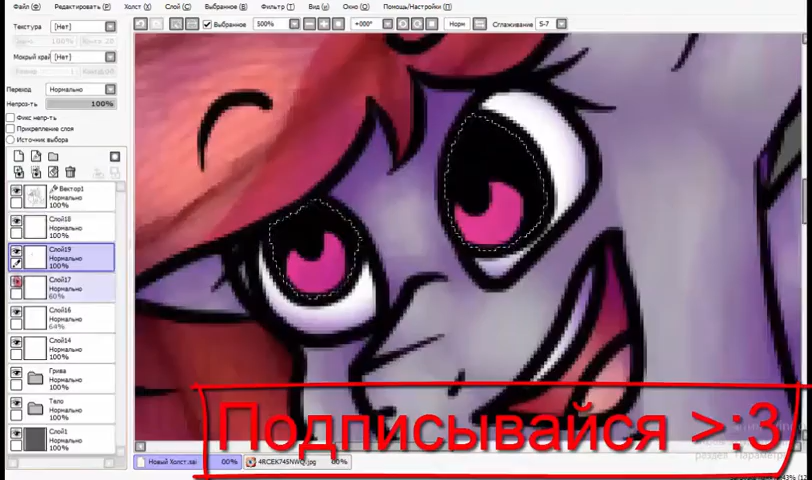 Файл (Ф) Редактировать (Р) Холст (Х) Слой (С) Выбранное (В) Фильтр (Т) Вид (и) Окно (О) Помощь/Настройки (П)
Текстура [Нет]
100%
Мокрый край [Нет]
Переход Нормально
Непроз-ть 100%
Фикс непр-ть
Прикрепление слоя
Источник выбора
Выбранное 500% +000° Норм Сглаживание 5-7
Вектор1
Нормально
100%
Слой18
Нормально
100%
Слой19
Нормально
100%
Слой17
Нормально
60%
Слой16
Нормально
64%
Слой14
Нормально
100%
Грива
Нормально
100%
Тело
Нормально
100%
Слой1
Нормально
100%
Подписывайся >:3
Новый Холст.sai 00% 4RCEK745NWQ.jpg 00%